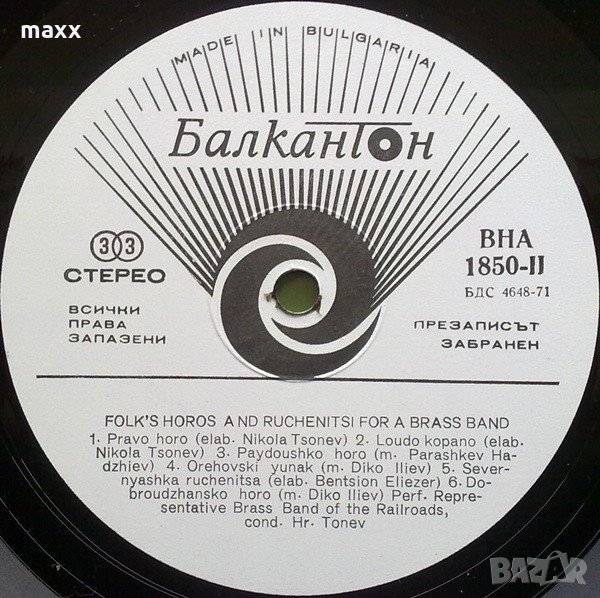 maxx
MADE IN BULGARIA
Балкантон
33
СТЕРЕО
ВНА
1850-II
БДС 4648-71
ВСИЧКИ
ПРАВА
ЗАПАЗЕНИ
ПРЕЗАПИСЪТ
ЗАБРАНЕН
FOLK'S HOROS AND RUCHENITSI FOR A BRASS BAND
1. Pravo horo (elab. Nikola Tsonev) 2. Loudo kopano (elab.
Nikola Tsonev) 3. Paydoushko horo (m. Parashkev Ha-
dzhiev) 4. Orehovski yunak (m. Diko Iliev) 5. Sever-
nyashka ruchenitsa (elab. Bentsion Eliezer) 6. Do-
broudzhansko horo (m. Diko Iliev) Perf. Repre-
sentative Brass Band of the Railroads,
cond. Hr. Tonev
BAZAR